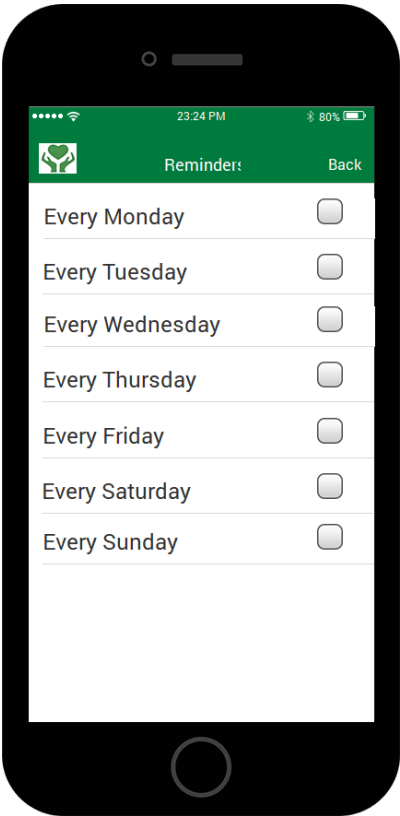 23:24 PM
80%
Reminders
Back
Every Monday
Every Tuesday
Every Wednesday
Every Thursday
Every Friday
Every Saturday
Every Sunday